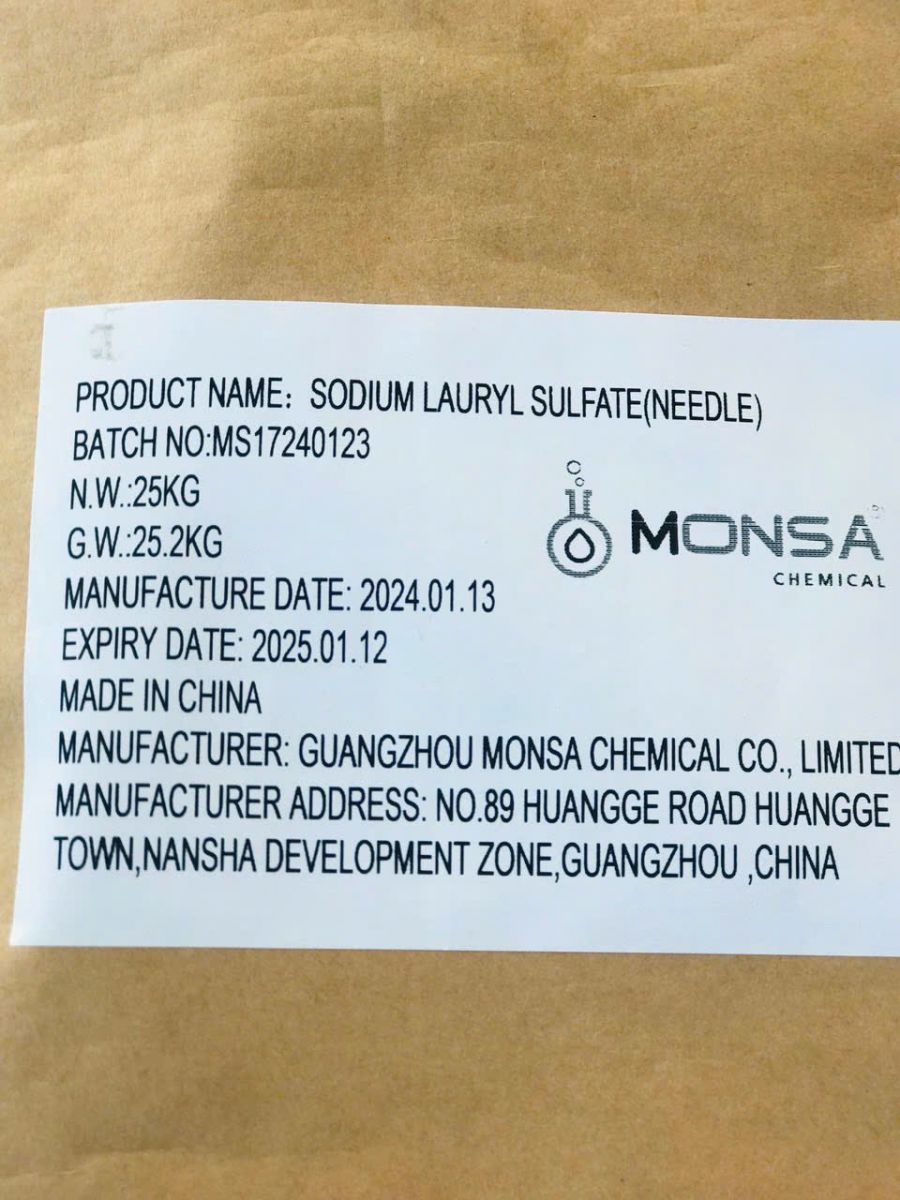 PRODUCT NAME: SODIUM LAURYL SULFATE(NEEDLE)
BATCH NO:MS17240123
N.W.:25KG
G.W.:25.2KG
MONSA
CHEMICAL
MANUFACTURE DATE: 2024.01.13
EXPIRY DATE: 2025.01.12
MADE IN CHINA
MANUFACTURER: GUANGZHOU MONSA CHEMICAL CO., LIMITED
MANUFACTURER ADDRESS: NO.89 HUANGGE ROAD HUANGGE
TOWN,NANSHA DEVELOPMENT ZONE,GUANGZHOU ,CHINA